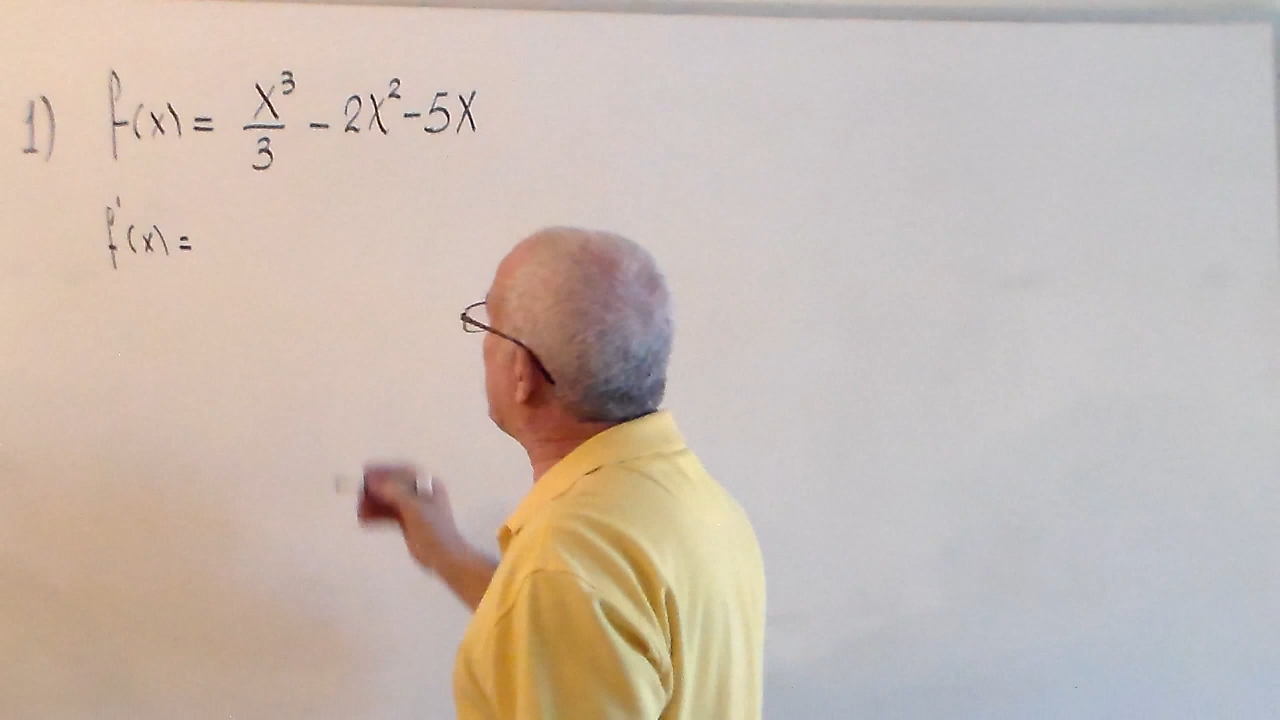 1) f(x) = x³/3 - 2x² - 5x
f'(x) =